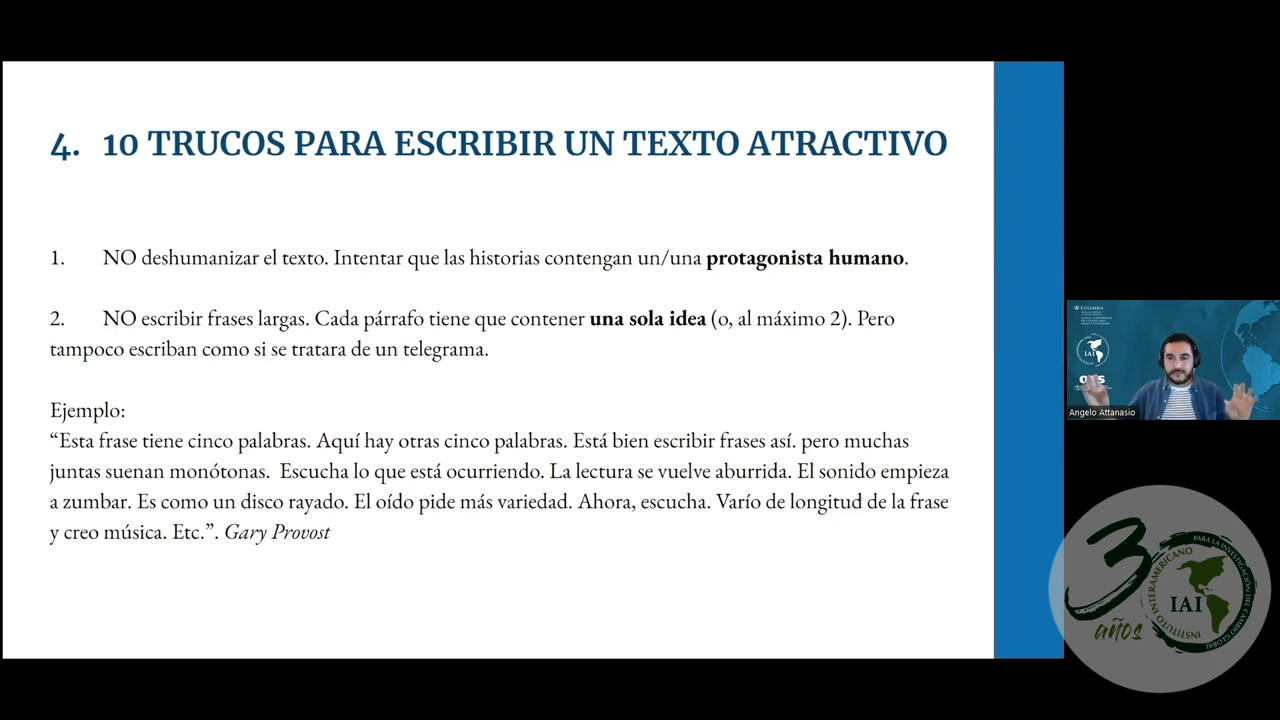 4. 10 TRUCOS PARA ESCRIBIR UN TEXTO ATRACTIVO
1. NO deshumanizar el texto. Intentar que las historias contengan un/una protagonista humano.
2. NO escribir frases largas. Cada párrafo tiene que contener una sola idea (o, al máximo 2). Pero
tampoco escriban como si se tratara de un telegrama.
Ejemplo:
“Esta frase tiene cinco palabras. Aquí hay otras cinco palabras. Está bien escribir frases así. pero muchas
juntas suenan monótonas. Escucha lo que está ocurriendo. La lectura se vuelve aburrida. El sonido empieza
a zumbar. Es como un disco rayado. El oído pide más variedad. Ahora, escucha. Varío de longitud de la frase
y creo música. Etc.”. Gary Provost
COLUMBIA
IAI
Angelo Attanasio
30 años
INSTITUTO INTERAMERICANO PARA LA INVESTIGACIÓN DEL CAMBIO GLOBAL
IAI